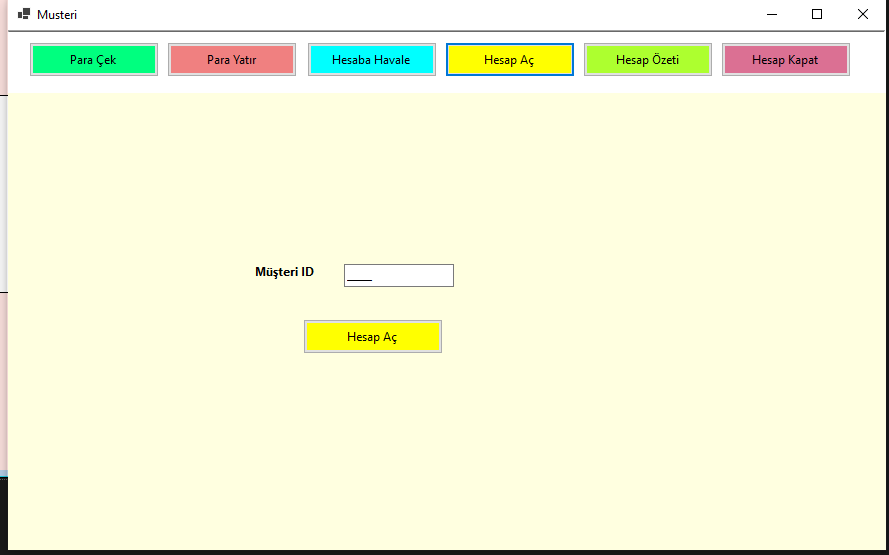 Musteri
Para Çek Para Yatır Hesaba Havale Hesap Aç Hesap Özeti Hesap Kapat
Müşteri ID ____
Hesap Aç